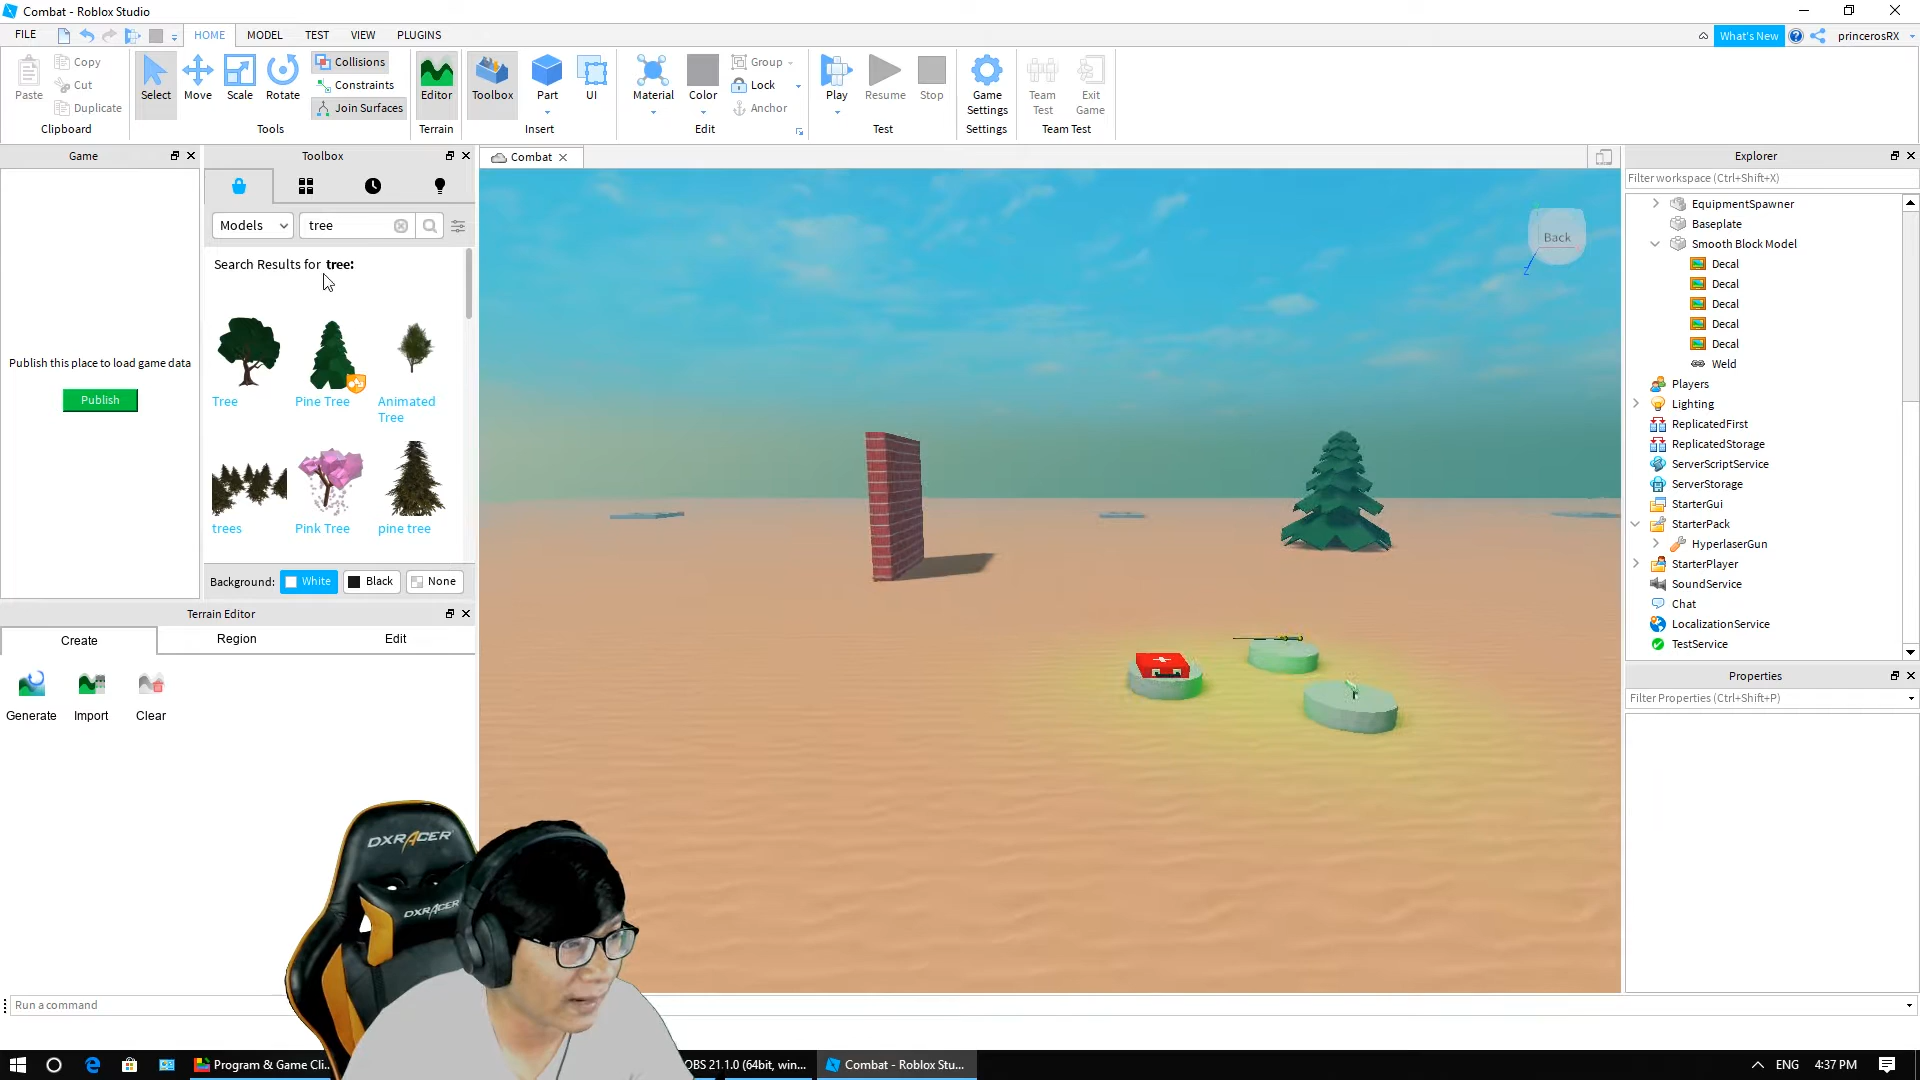 Combat - Roblox Studio
FILE
HOME
MODEL
TEST
VIEW
PLUGINS
What's New
princerosRX
Paste
Copy
Cut
Duplicate
Clipboard
Select
Move
Scale
Rotate
Collisions
Constraints
Join Surfaces
Tools
Editor
Terrain
Toolbox
Part
UI
Insert
Material
Color
Group
Lock
Anchor
Edit
Play
Resume
Stop
Test
Game
Settings
Settings
Team
Test
Exit
Game
Team Test
Game
Publish this place to load game data
Publish
Toolbox
Models
tree
Search Results for tree:
Tree
Pine Tree
Animated
Tree
trees
Pink Tree
pine tree
Background:
White
Black
None
Terrain Editor
Create
Region
Edit
Generate
Import
Clear
Combat
Back
Z
Explorer
Filter workspace (Ctrl+Shift+X)
EquipmentSpawner
Baseplate
Smooth Block Model
Decal
Decal
Decal
Decal
Decal
Weld
Players
Lighting
ReplicatedFirst
ReplicatedStorage
ServerScriptService
ServerStorage
StarterGui
StarterPack
HyperlaserGun
StarterPlayer
SoundService
Chat
LocalizationService
TestService
Properties
Filter Properties (Ctrl+Shift+P)
DXRACER
DXRACER
Run a command
Program & Game Cli...
OBS 21.1.0 (64bit, win...
Combat - Roblox Stu...
ENG
4:37 PM